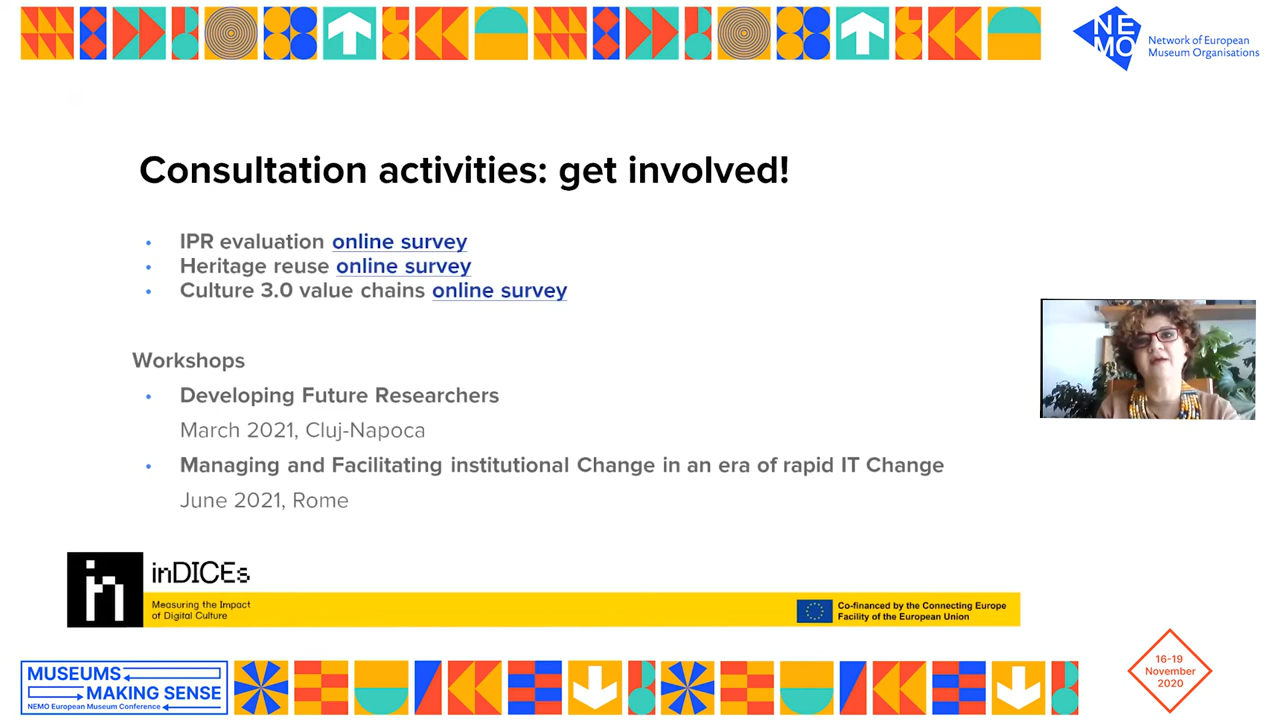 NE
MO
Network of European
Museum Organisations
Consultation activities: get involved!
• IPR evaluation online survey
• Heritage reuse online survey
• Culture 3.0 value chains online survey
Workshops
• Developing Future Researchers
March 2021, Cluj-Napoca
• Managing and Facilitating institutional Change in an era of rapid IT Change
June 2021, Rome
in
inDICEs
Measuring the Impact
of Digital Culture
Co-financed by the Connecting Europe
Facility of the European Union
MUSEUMS
MAKING SENSE
NEMO European Museum Conference
16-19
November
2020